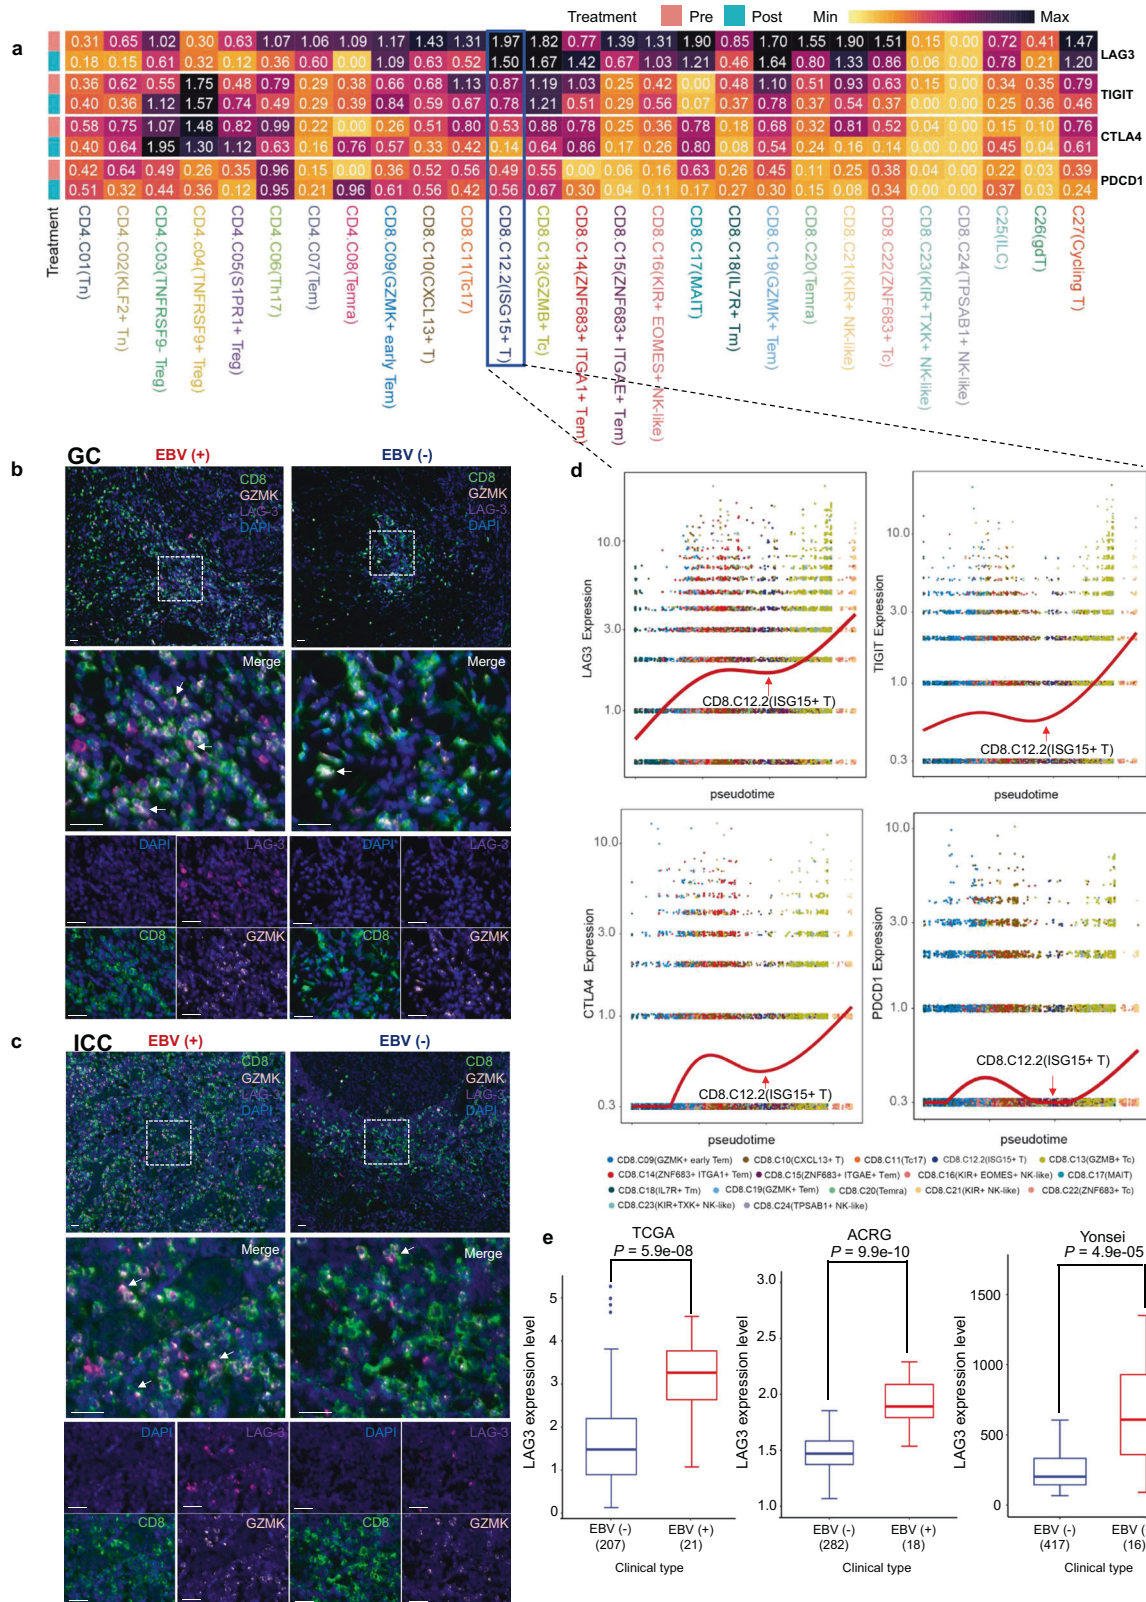 Treatment Pre Post Min Max
a
0.31 0.65 1.02 0.30 0.63 1.07 1.06 1.09 1.17 1.43 1.31 1.97 1.82 0.77 1.39 1.31 1.90 0.85 1.70 1.55 1.90 1.51 0.15 0.00 0.72 0.41 1.47
LAG3
0.18 0.15 0.61 0.32 0.12 0.36 0.60 0.00 1.09 0.63 0.52 1.50 1.67 1.42 0.67 1.03 1.21 0.46 1.64 0.80 1.33 0.86 0.06 0.00 0.78 0.21 1.20
0.36 0.62 0.55 1.75 0.48 0.79 0.29 0.38 0.66 0.68 1.13 0.87 1.19 1.03 0.25 0.42 0.00 0.48 1.10 0.51 0.93 0.63 0.15 0.00 0.34 0.35 0.79
TIGIT
0.40 0.36 1.12 1.57 0.74 0.49 0.29 0.39 0.84 0.59 0.67 0.78 1.21 0.51 0.29 0.56 0.07 0.37 0.78 0.37 0.54 0.37 0.00 0.00 0.25 0.36 0.46
0.58 0.75 1.07 1.48 0.82 0.99 0.22 0.00 0.26 0.51 0.80 0.53 0.88 0.78 0.25 0.36 0.78 0.18 0.68 0.32 0.81 0.52 0.04 0.00 0.15 0.10 0.76
CTLA4
0.40 0.64 1.95 1.30 1.12 0.63 0.16 0.76 0.57 0.33 0.42 0.14 0.64 0.86 0.17 0.26 0.80 0.08 0.54 0.24 0.16 0.14 0.00 0.00 0.45 0.04 0.61
0.42 0.64 0.49 0.26 0.35 0.96 0.15 0.00 0.36 0.52 0.56 0.49 0.55 0.00 0.06 0.16 0.63 0.26 0.45 0.11 0.25 0.38 0.04 0.00 0.22 0.03 0.39
PDCD1
0.51 0.32 0.44 0.36 0.12 0.95 0.21 0.96 0.61 0.56 0.42 0.56 0.67 0.30 0.04 0.11 0.17 0.27 0.30 0.15 0.08 0.34 0.00 0.00 0.37 0.03 0.24
Treatment
CD4.C01(Tn)
CD4.C02(KLF2+ Tn)
CD4.C03(TNFRSF9- Treg)
CD4.c04(TNFRSF9+ Treg)
CD4.C05(S1PR1+ Treg)
CD4.C06(Th17)
CD4.C07(Tem)
CD4.C08(Temra)
CD8.C09(GZMK+ early Tem)
CD8.C10(CXCL13+ T)
CD8.C11(Tc17)
CD8.C12.2(ISG15+ T)
CD8.C13(GZMB+ Tc)
CD8.C14(ZNF683+ ITGA1+ Tem)
CD8.C15(ZNF683+ ITGAE+ Tem)
CD8.C16(KIR+ EOMES+ NK-like)
CD8.C17(MAIT)
CD8.C18(IL7R+ Tm)
CD8.C19(GZMK+ Tem)
CD8.C20(Temra)
CD8.C21(KIR+ NK-like)
CD8.C22(ZNF683+ Tc)
CD8.C23(KIR+TXK+ NK-like)
CD8.C24(TPSAB1+ NK-like)
C25(ILC)
C26(gdT)
C27(Cycling T)
b
GC
EBV (+) EBV (-)
CD8 CD8
GZMK GZMK
LAG-3 LAG-3
DAPI DAPI
Merge Merge
DAPI LAG-3 DAPI LAG-3
CD8 GZMK CD8 GZMK
c
ICC
EBV (+) EBV (-)
CD8 CD8
GZMK GZMK
LAG-3 LAG-3
DAPI DAPI
Merge Merge
DAPI LAG-3 DAPI LAG-3
CD8 GZMK CD8 GZMK
d
LAG3 Expression
10.0
3.0
1.0
0.3
CD8.C12.2(ISG15+ T)
pseudotime
TIGIT Expression
10.0
3.0
1.0
0.3
CD8.C12.2(ISG15+ T)
pseudotime
CTLA4 Expression
10.0
3.0
1.0
0.3
CD8.C12.2(ISG15+ T)
pseudotime
PDCD1 Expression
10.0
3.0
1.0
0.3
CD8.C12.2(ISG15+ T)
pseudotime
CD8.C09(GZMK+ early Tem) CD8.C10(CXCL13+ T) CD8.C11(Tc17) CD8.C12.2(ISG15+ T) CD8.C13(GZMB+ Tc)
CD8.C14(ZNF683+ ITGA1+ Tem) CD8.C15(ZNF683+ ITGAE+ Tem) CD8.C16(KIR+ EOMES+ NK-like) CD8.C17(MAIT)
CD8.C18(IL7R+ Tm) CD8.C19(GZMK+ Tem) CD8.C20(Temra) CD8.C21(KIR+ NK-like) CD8.C22(ZNF683+ Tc)
CD8.C23(KIR+TXK+ NK-like) CD8.C24(TPSAB1+ NK-like)
e
TCGA
P = 5.9e-08
LAG3 expression level
5
4
3
2
1
0
EBV (-) EBV (+)
(207) (21)
Clinical type
ACRG
P = 9.9e-10
LAG3 expression level
3.0
2.5
2.0
1.5
1.0
EBV (-) EBV (+)
(282) (18)
Clinical type
Yonsei
P = 4.9e-05
LAG3 expression level
1500
1000
500
0
EBV (-) EBV (
(417) (16)
Clinical type